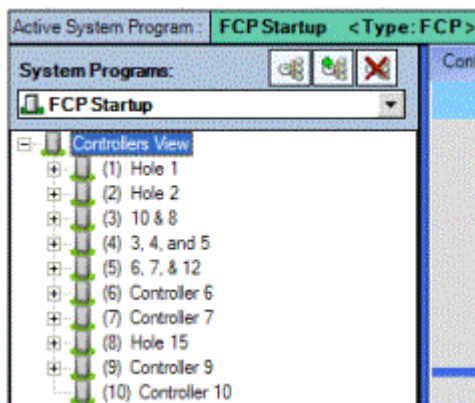 Active System Program : FCP Startup <Type: FCP>
System Programs:
FCP Startup
Controllers View
(1) Hole 1
(2) Hole 2
(3) 10 & 8
(4) 3, 4, and 5
(5) 6, 7, & 12
(6) Controller 6
(7) Controller 7
(8) Hole 15
(9) Controller 9
(10) Controller 10